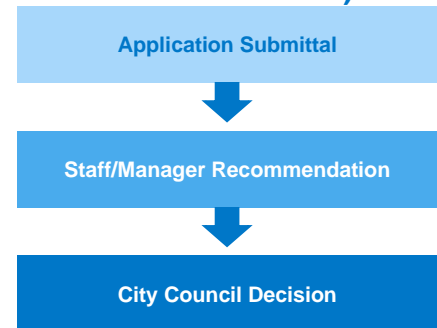 Application Submittal
Staff/Manager Recommendation
City Council Decision